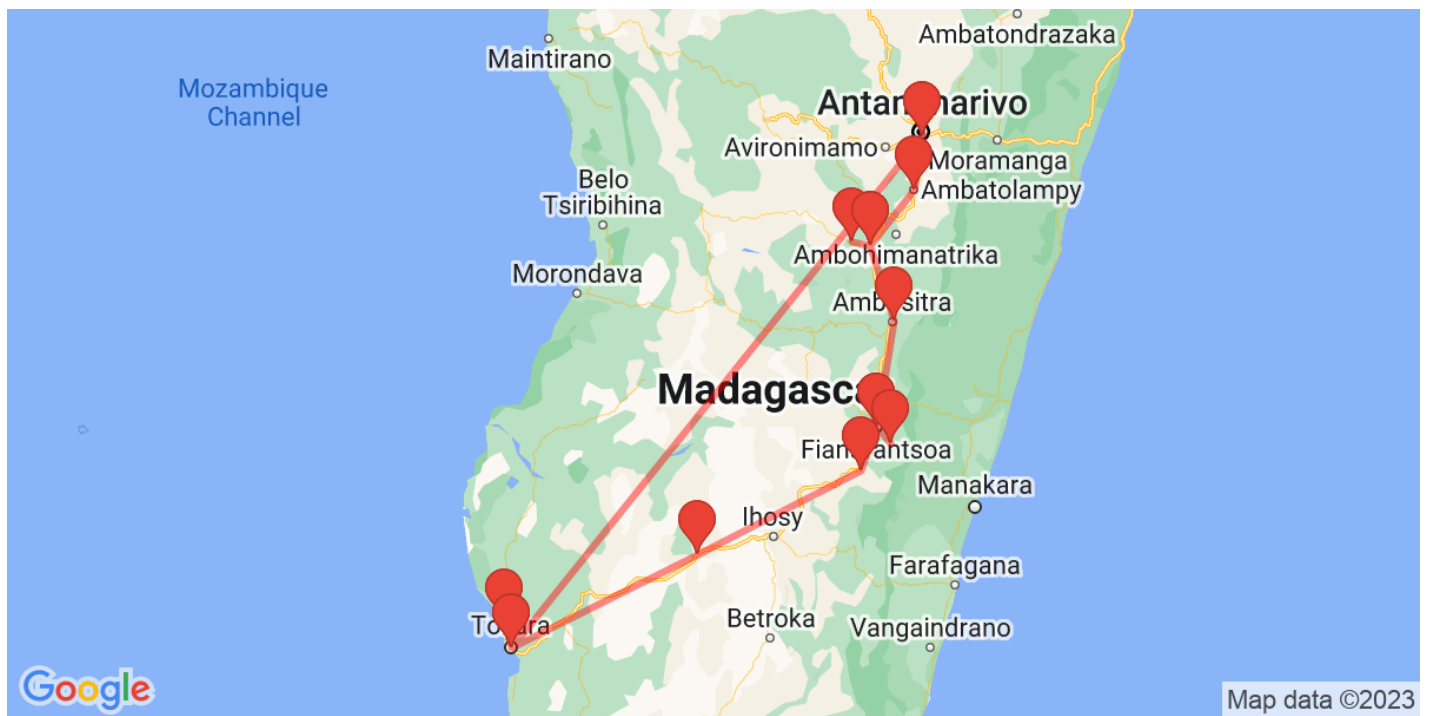 Ambatondrazaka
Maintirano
Mozambique
Channel
Avironimamo
Moramanga
Belo
Tsiribihina
Ambatolampy
Ambohimanatrika
Morondava
Ihosy
Manakara
Farafagana
Betroka
Vangaindrano
Google
Map data ©2023